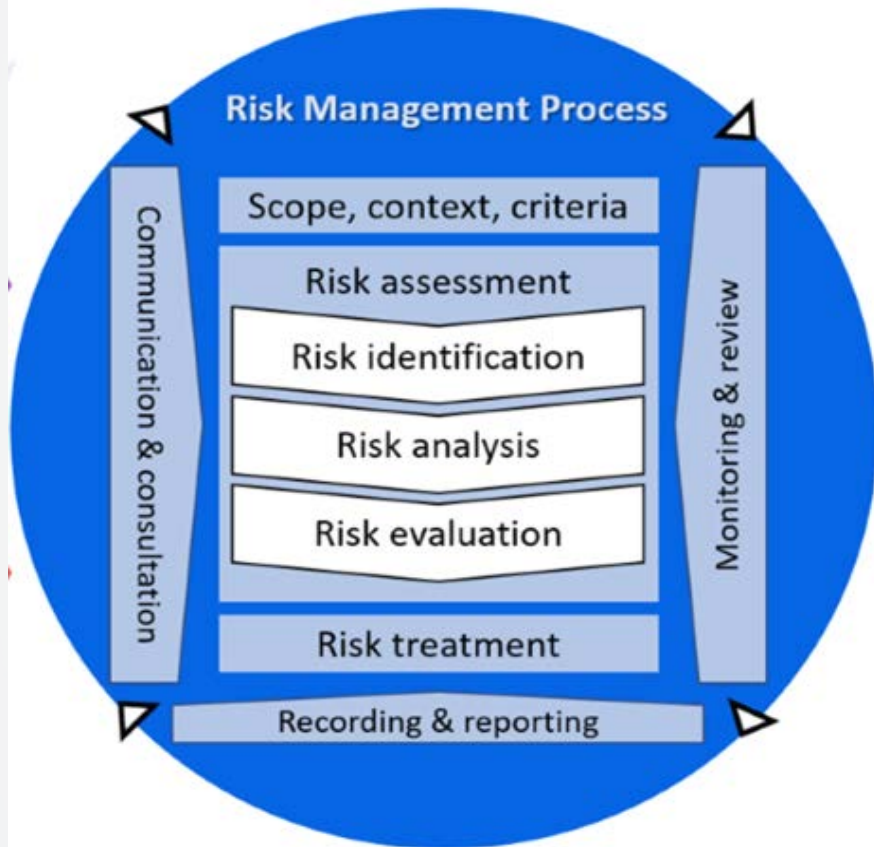 Risk Management Process
Scope, context, criteria
Risk assessment
Risk identification
Risk analysis
Risk evaluation
Risk treatment
Recording & reporting
Communication & consultation
Monitoring & review